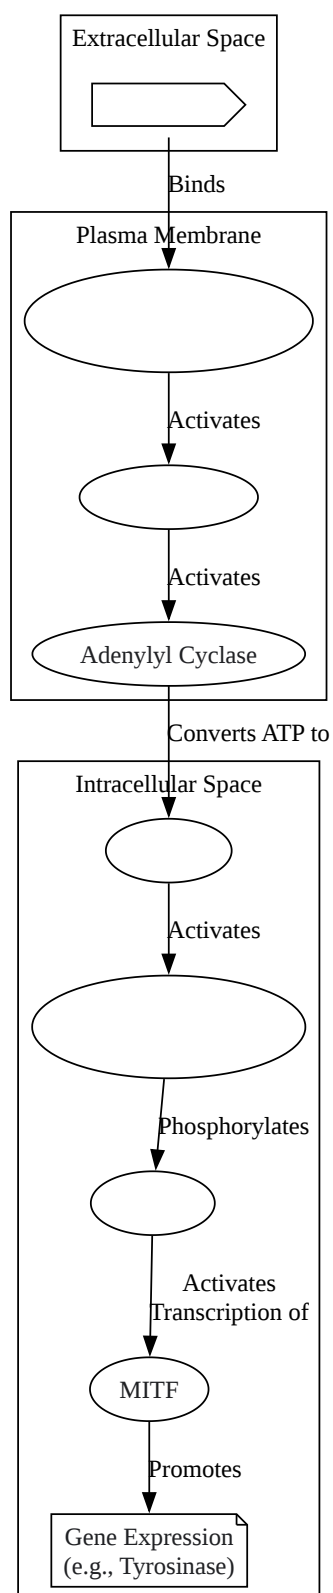 Extracellular Space
Binds
Plasma Membrane
Activates
Activates
Adenylyl Cyclase
Converts ATP to
Intracellular Space
Activates
Phosphorylates
Activates
Transcription of
MITF
Promotes
Gene Expression
(e.g., Tyrosinase)